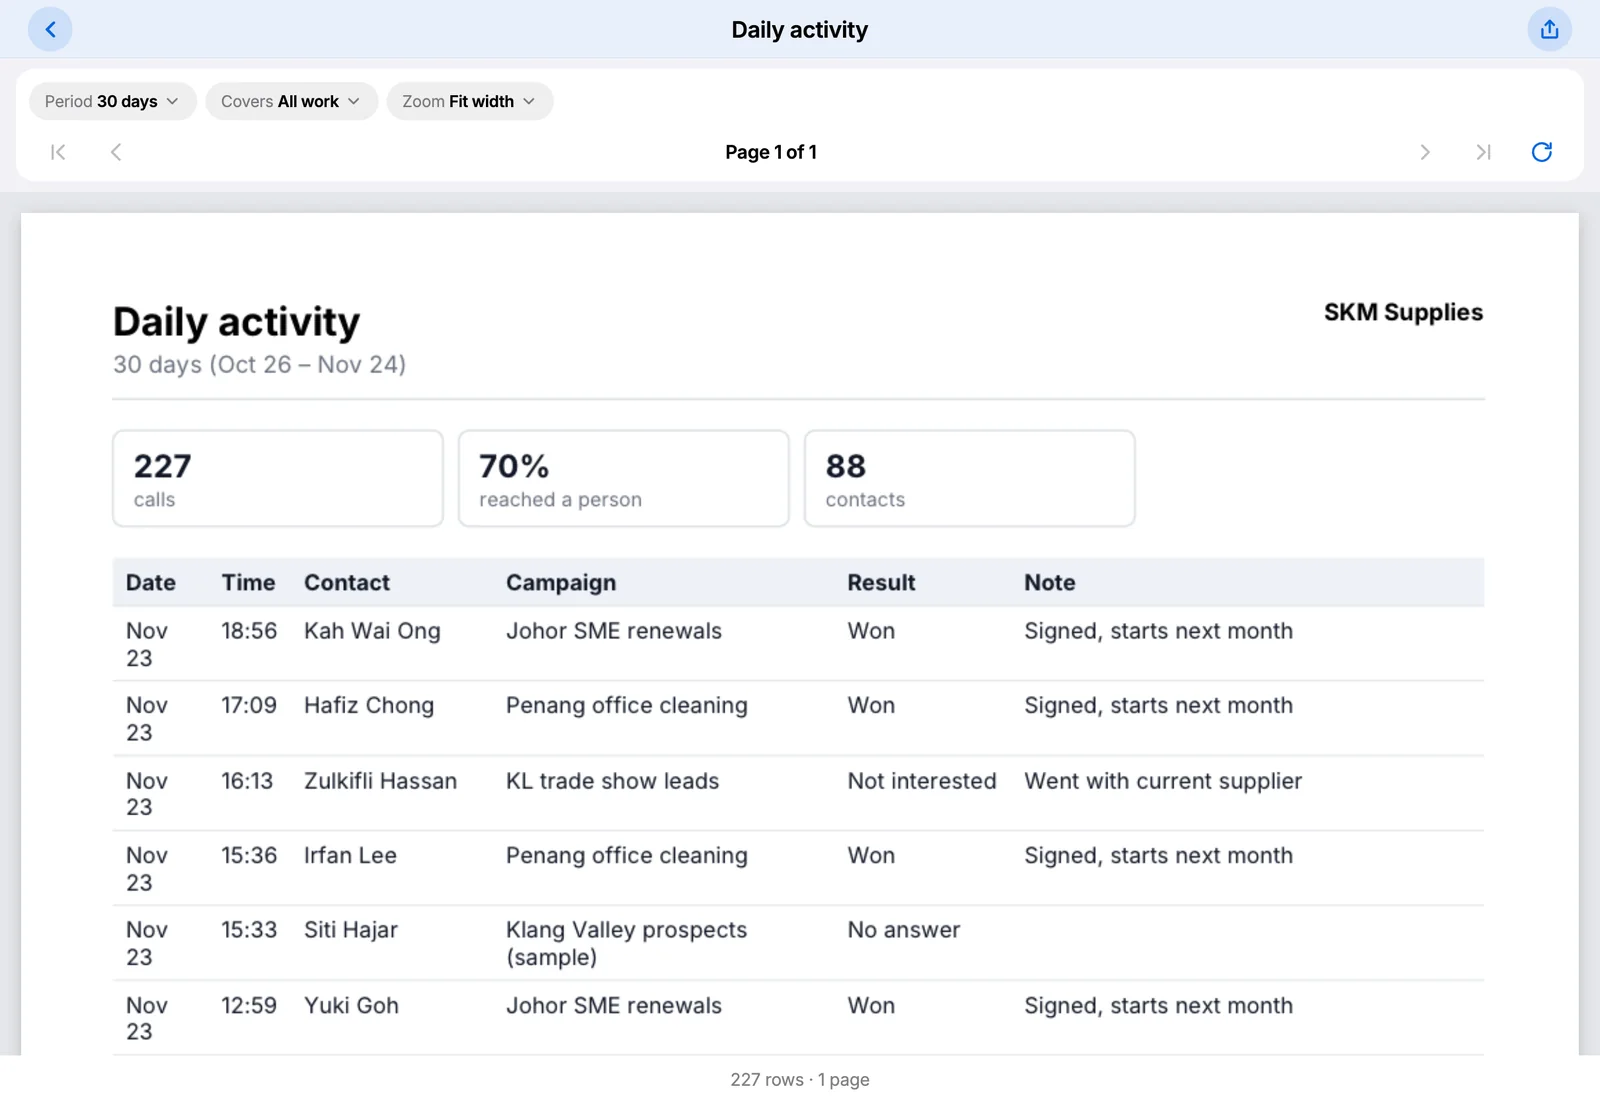 Daily activity
Period 30 days
Covers All work
Zoom Fit width
Page 1 of 1
Daily activity
SKM Supplies
30 days (Oct 26 – Nov 24)
227
calls
70%
reached a person
88
contacts
Date Time Contact Campaign Result Note
Nov 23 18:56 Kah Wai Ong Johor SME renewals Won Signed, starts next month
Nov 23 17:09 Hafiz Chong Penang office cleaning Won Signed, starts next month
Nov 23 16:13 Zulkifli Hassan KL trade show leads Not interested Went with current supplier
Nov 23 15:36 Irfan Lee Penang office cleaning Won Signed, starts next month
Nov 23 15:33 Siti Hajar Klang Valley prospects (sample) No answer
Nov 23 12:59 Yuki Goh Johor SME renewals Won Signed, starts next month
227 rows · 1 page